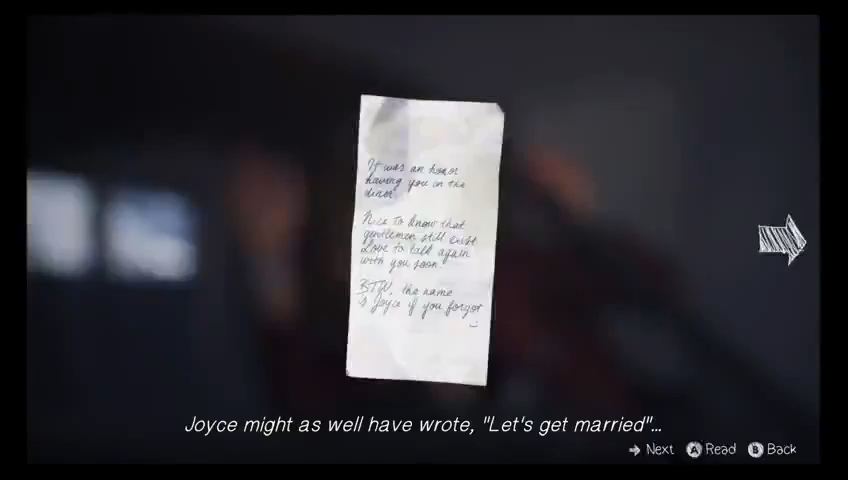 It was an honor
having you in the
diner.
Nice to know that
gentlemen still exist.
Love to talk again
with you soon.
BTW, the name
is Joyce if you forgot
Joyce might as well have wrote, "Let's get married"...
Next
A Read
B Back